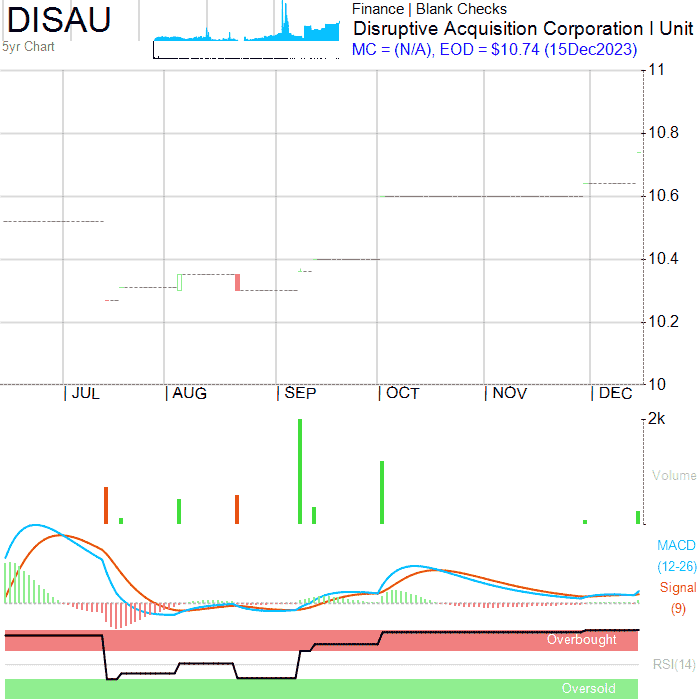 DISAU
5yr Chart
Finance | Blank Checks
Disruptive Acquisition Corporation I Unit
MC = (N/A), EOD = $10.74 (15Dec2023)
11
10.8
10.6
10.4
10.2
10
| JUL | AUG | SEP | OCT | NOV | DEC
2k
Volume
MACD
(12-26)
Signal
(9)
Overbought
RSI(14)
Oversold